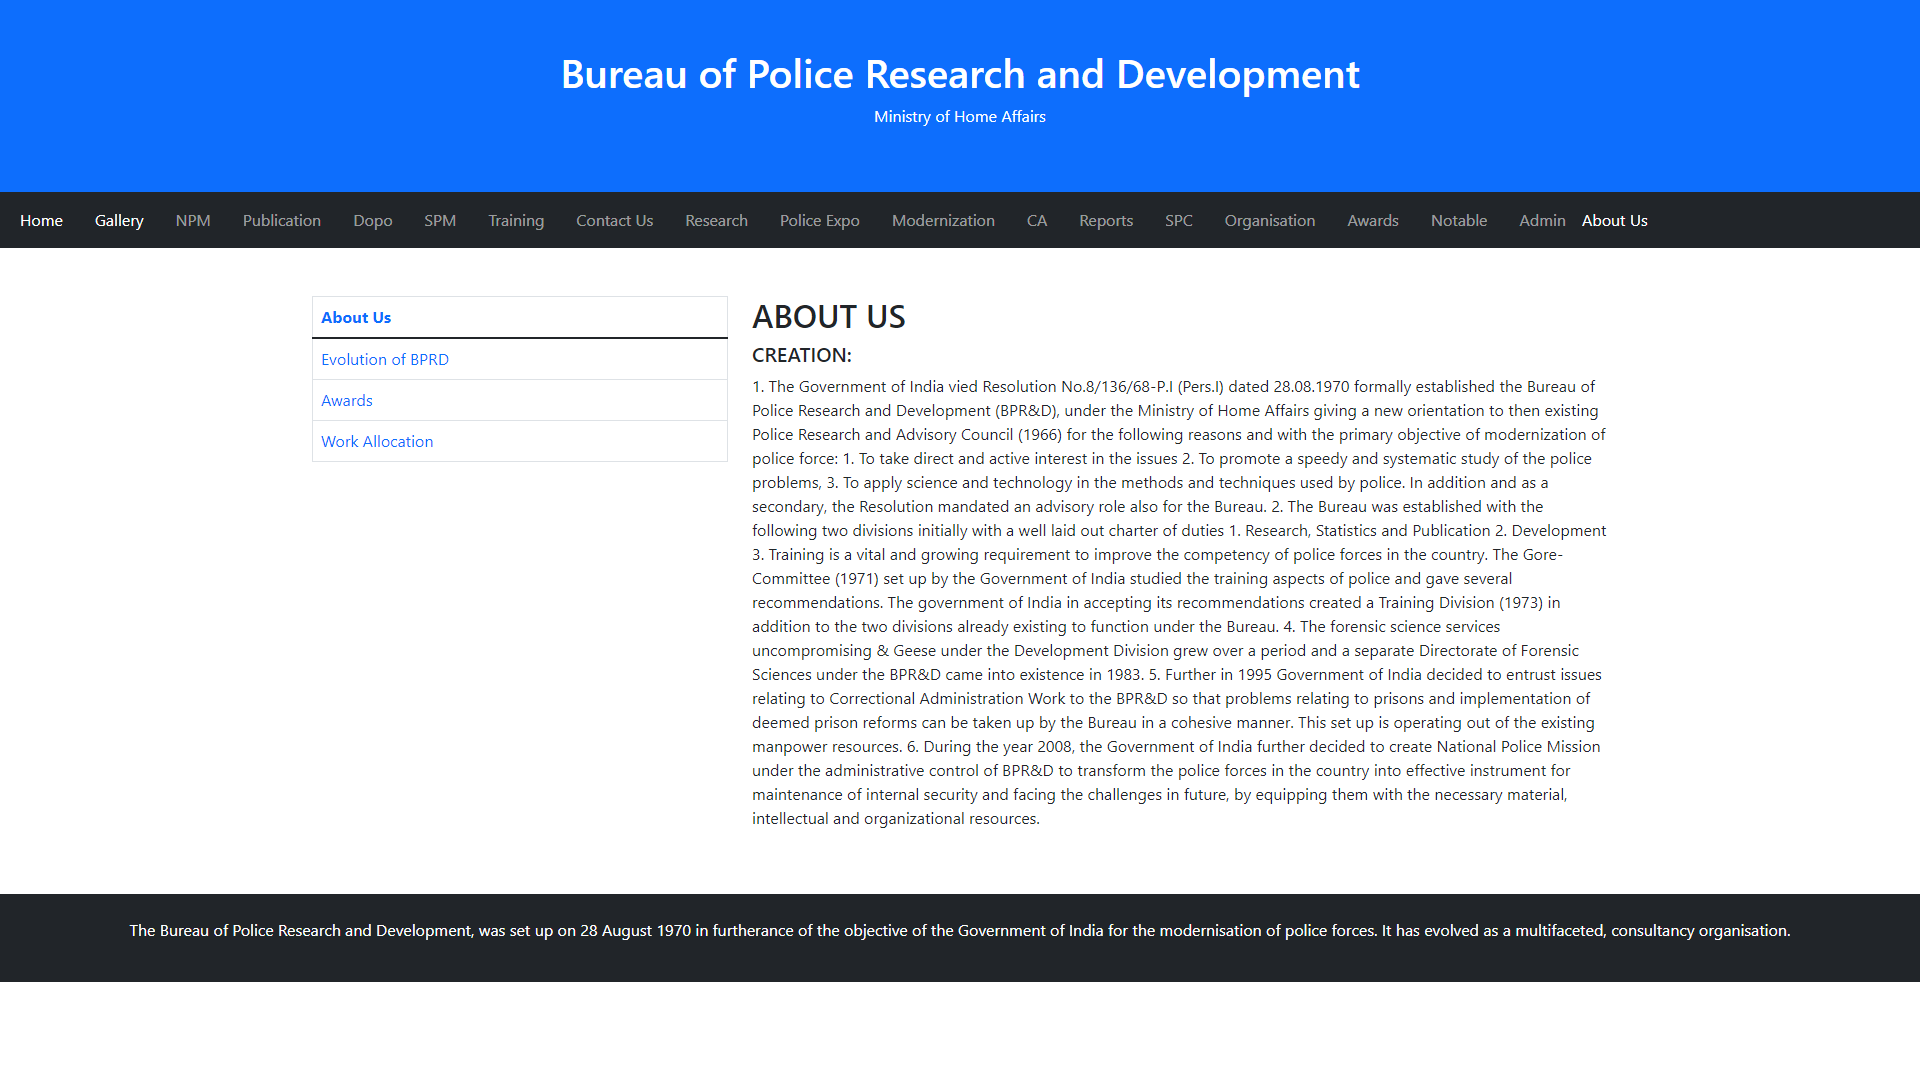 Bureau of Police Research and Development
Ministry of Home Affairs
Home Gallery NPM Publication Dopo SPM Training Contact Us Research Police Expo Modernization CA Reports SPC Organisation Awards Notable Admin About Us
About Us
Evolution of BPRD
Awards
Work Allocation
ABOUT US
CREATION:
1. The Government of India vied Resolution No.8/136/68-P.I (Pers.I) dated 28.08.1970 formally established the Bureau of
Police Research and Development (BPR&D), under the Ministry of Home Affairs giving a new orientation to then existing
Police Research and Advisory Council (1966) for the following reasons and with the primary objective of modernization of
police force: 1. To take direct and active interest in the issues 2. To promote a speedy and systematic study of the police
problems, 3. To apply science and technology in the methods and techniques used by police. In addition and as a
secondary, the Resolution mandated an advisory role also for the Bureau. 2. The Bureau was established with the
following two divisions initially with a well laid out charter of duties 1. Research, Statistics and Publication 2. Development
3. Training is a vital and growing requirement to improve the competency of police forces in the country. The Gore-
Committee (1971) set up by the Government of India studied the training aspects of police and gave several
recommendations. The government of India in accepting its recommendations created a Training Division (1973) in
addition to the two divisions already existing to function under the Bureau. 4. The forensic science services
uncompromising & Geese under the Development Division grew over a period and a separate Directorate of Forensic
Sciences under the BPR&D came into existence in 1983. 5. Further in 1995 Government of India decided to entrust issues
relating to Correctional Administration Work to the BPR&D so that problems relating to prisons and implementation of
deemed prison reforms can be taken up by the Bureau in a cohesive manner. This set up is operating out of the existing
manpower resources. 6. During the year 2008, the Government of India further decided to create National Police Mission
under the administrative control of BPR&D to transform the police forces in the country into effective instrument for
maintenance of internal security and facing the challenges in future, by equipping them with the necessary material,
intellectual and organizational resources.
The Bureau of Police Research and Development, was set up on 28 August 1970 in furtherance of the objective of the Government of India for the modernisation of police forces. It has evolved as a multifaceted, consultancy organisation.